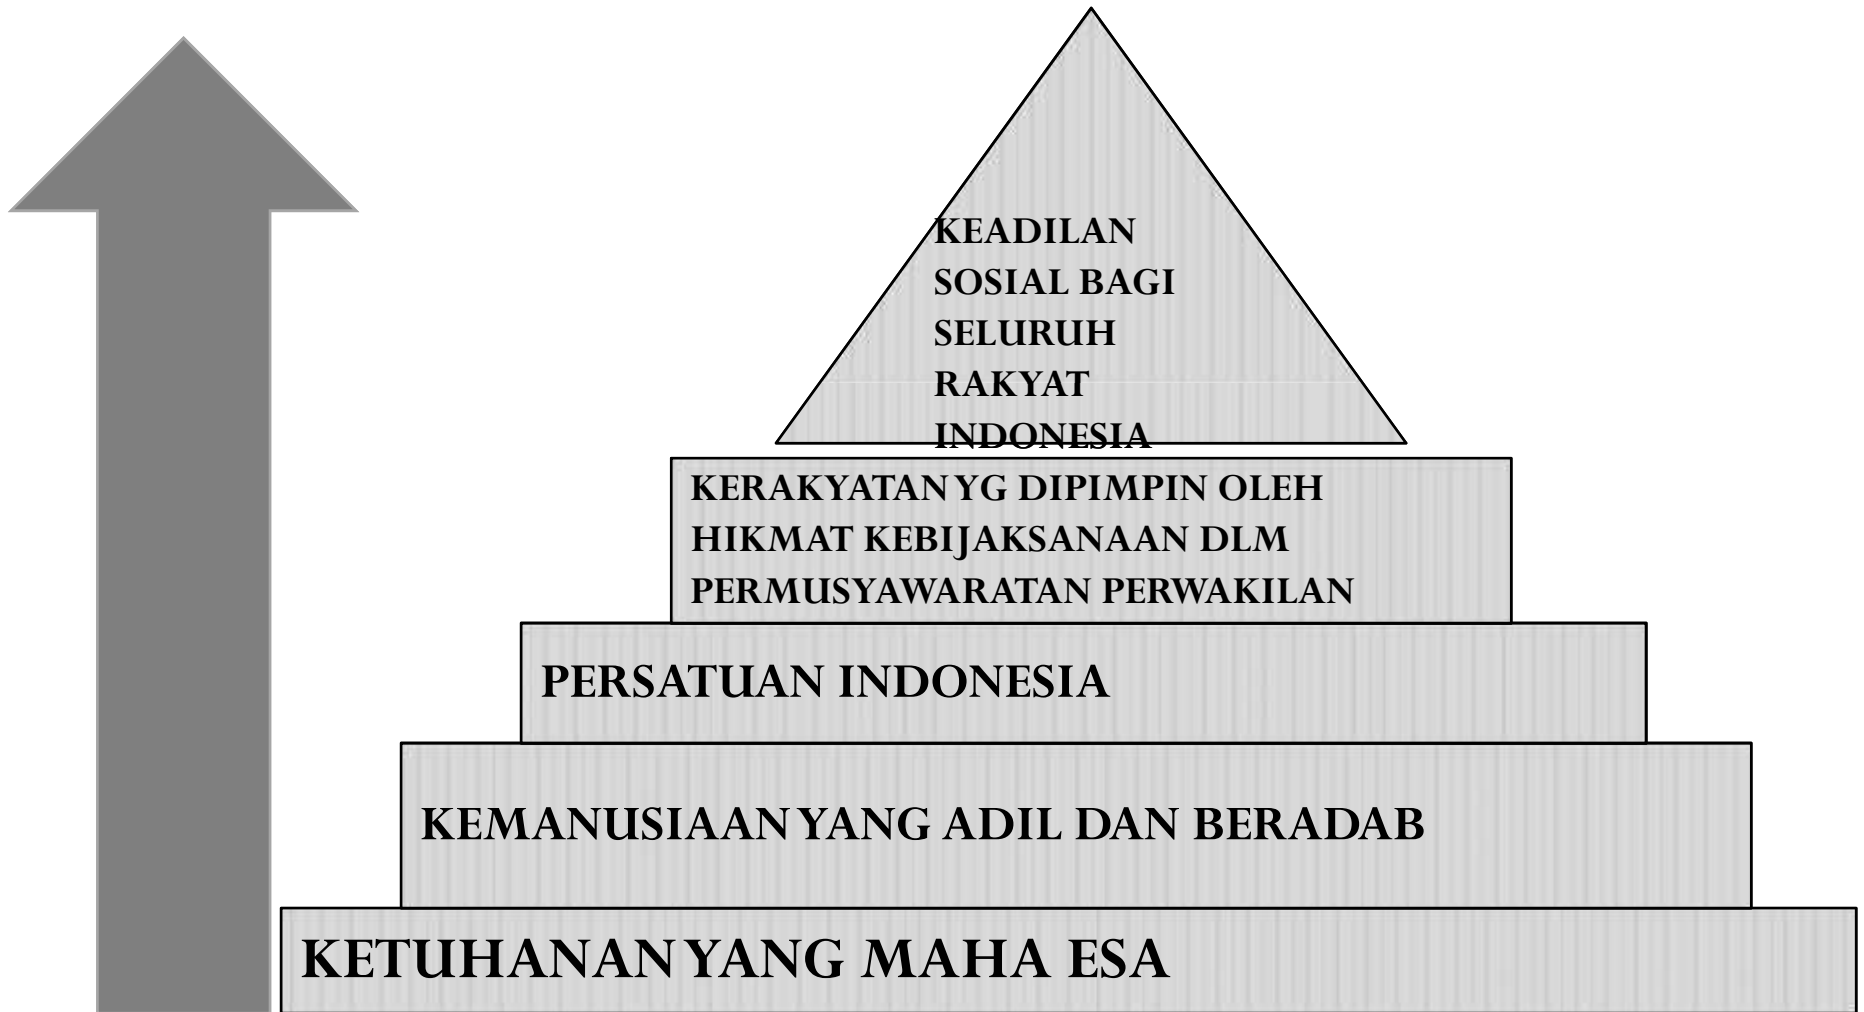 KEADILAN
SOSIAL BAGI
SELURUH
RAKYAT
INDONESIA
KERAKYATAN YG DIPIMPIN OLEH
HIKMAT KEBIJAKSANAAN DLM
PERMUSYAWARATAN PERWAKILAN
PERSATUAN INDONESIA
KEMANUSIAAN YANG ADIL DAN BERADAB
KETUHANAN YANG MAHA ESA